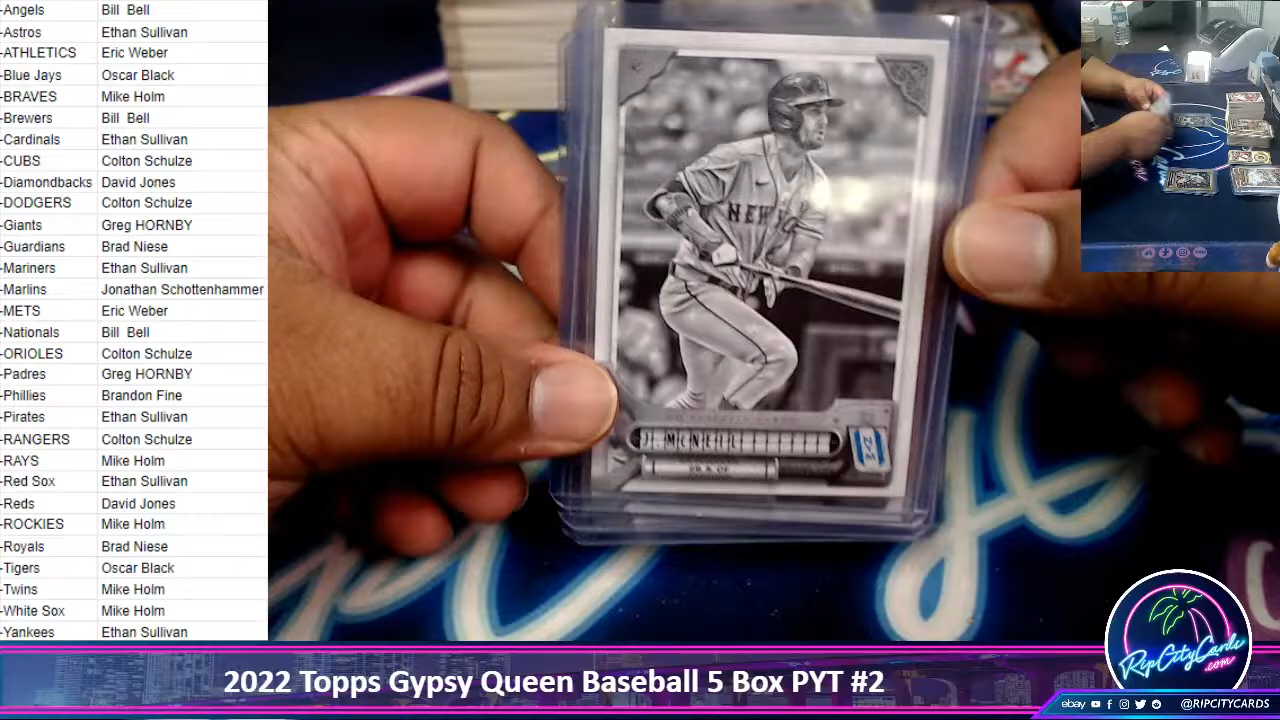 -Angels Bill Bell
-Astros Ethan Sullivan
-ATHLETICS Eric Weber
-Blue Jays Oscar Black
-BRAVES Mike Holm
-Brewers Bill Bell
-Cardinals Ethan Sullivan
-CUBS Colton Schulze
-Diamondbacks David Jones
-DODGERS Colton Schulze
-Giants Greg HORNBY
-Guardians Brad Niese
-Mariners Ethan Sullivan
-Marlins Jonathan Schottenhammer
-METS Eric Weber
-Nationals Bill Bell
-ORIOLES Colton Schulze
-Padres Greg HORNBY
-Phillies Brandon Fine
-Pirates Ethan Sullivan
-RANGERS Colton Schulze
-RAYS Mike Holm
-Red Sox Ethan Sullivan
-Reds David Jones
-ROCKIES Mike Holm
-Royals Brad Niese
-Tigers Oscar Black
-Twins Mike Holm
-White Sox Mike Holm
-Yankees Ethan Sullivan
NEW
J. McNEIL
2B & OF
NYM
2022 Topps Gypsy Queen Baseball 5 Box PYT #2
RipCityCards
.com
ebay
@RIPCITYCARDS